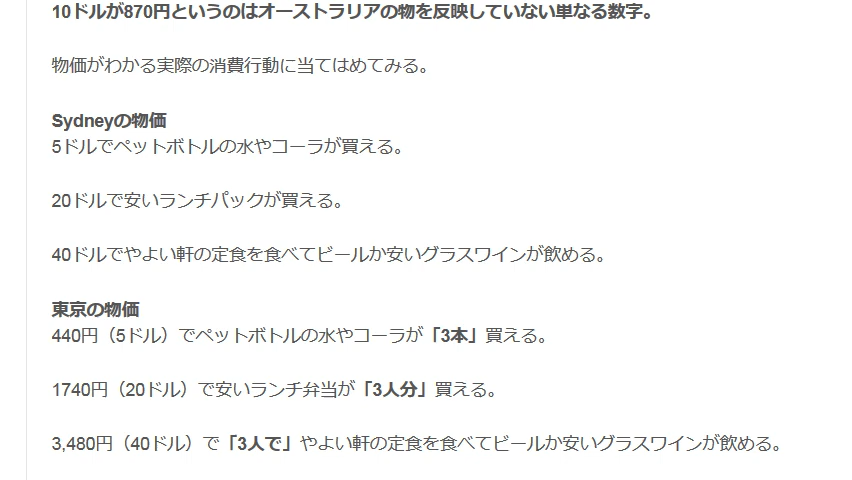 10ドルが870円というのはオーストラリアの物を反映していない単なる数字。
物価がわかる実際の消費行動に当てはめてみる。
Sydneyの物価
5ドルでペットボトルの水やコーラが買える。
20ドルで安いランチパックが買える。
40ドルでやよい軒の定食を食べてビールか安いグラスワインが飲める。
東京の物価
440円（5ドル）でペットボトルの水やコーラが「3本」買える。
1740円（20ドル）で安いランチ弁当が「3人分」買える。
3,480円（40ドル）で「3人で」やよい軒の定食を食べてビールか安いグラスワインが飲める。